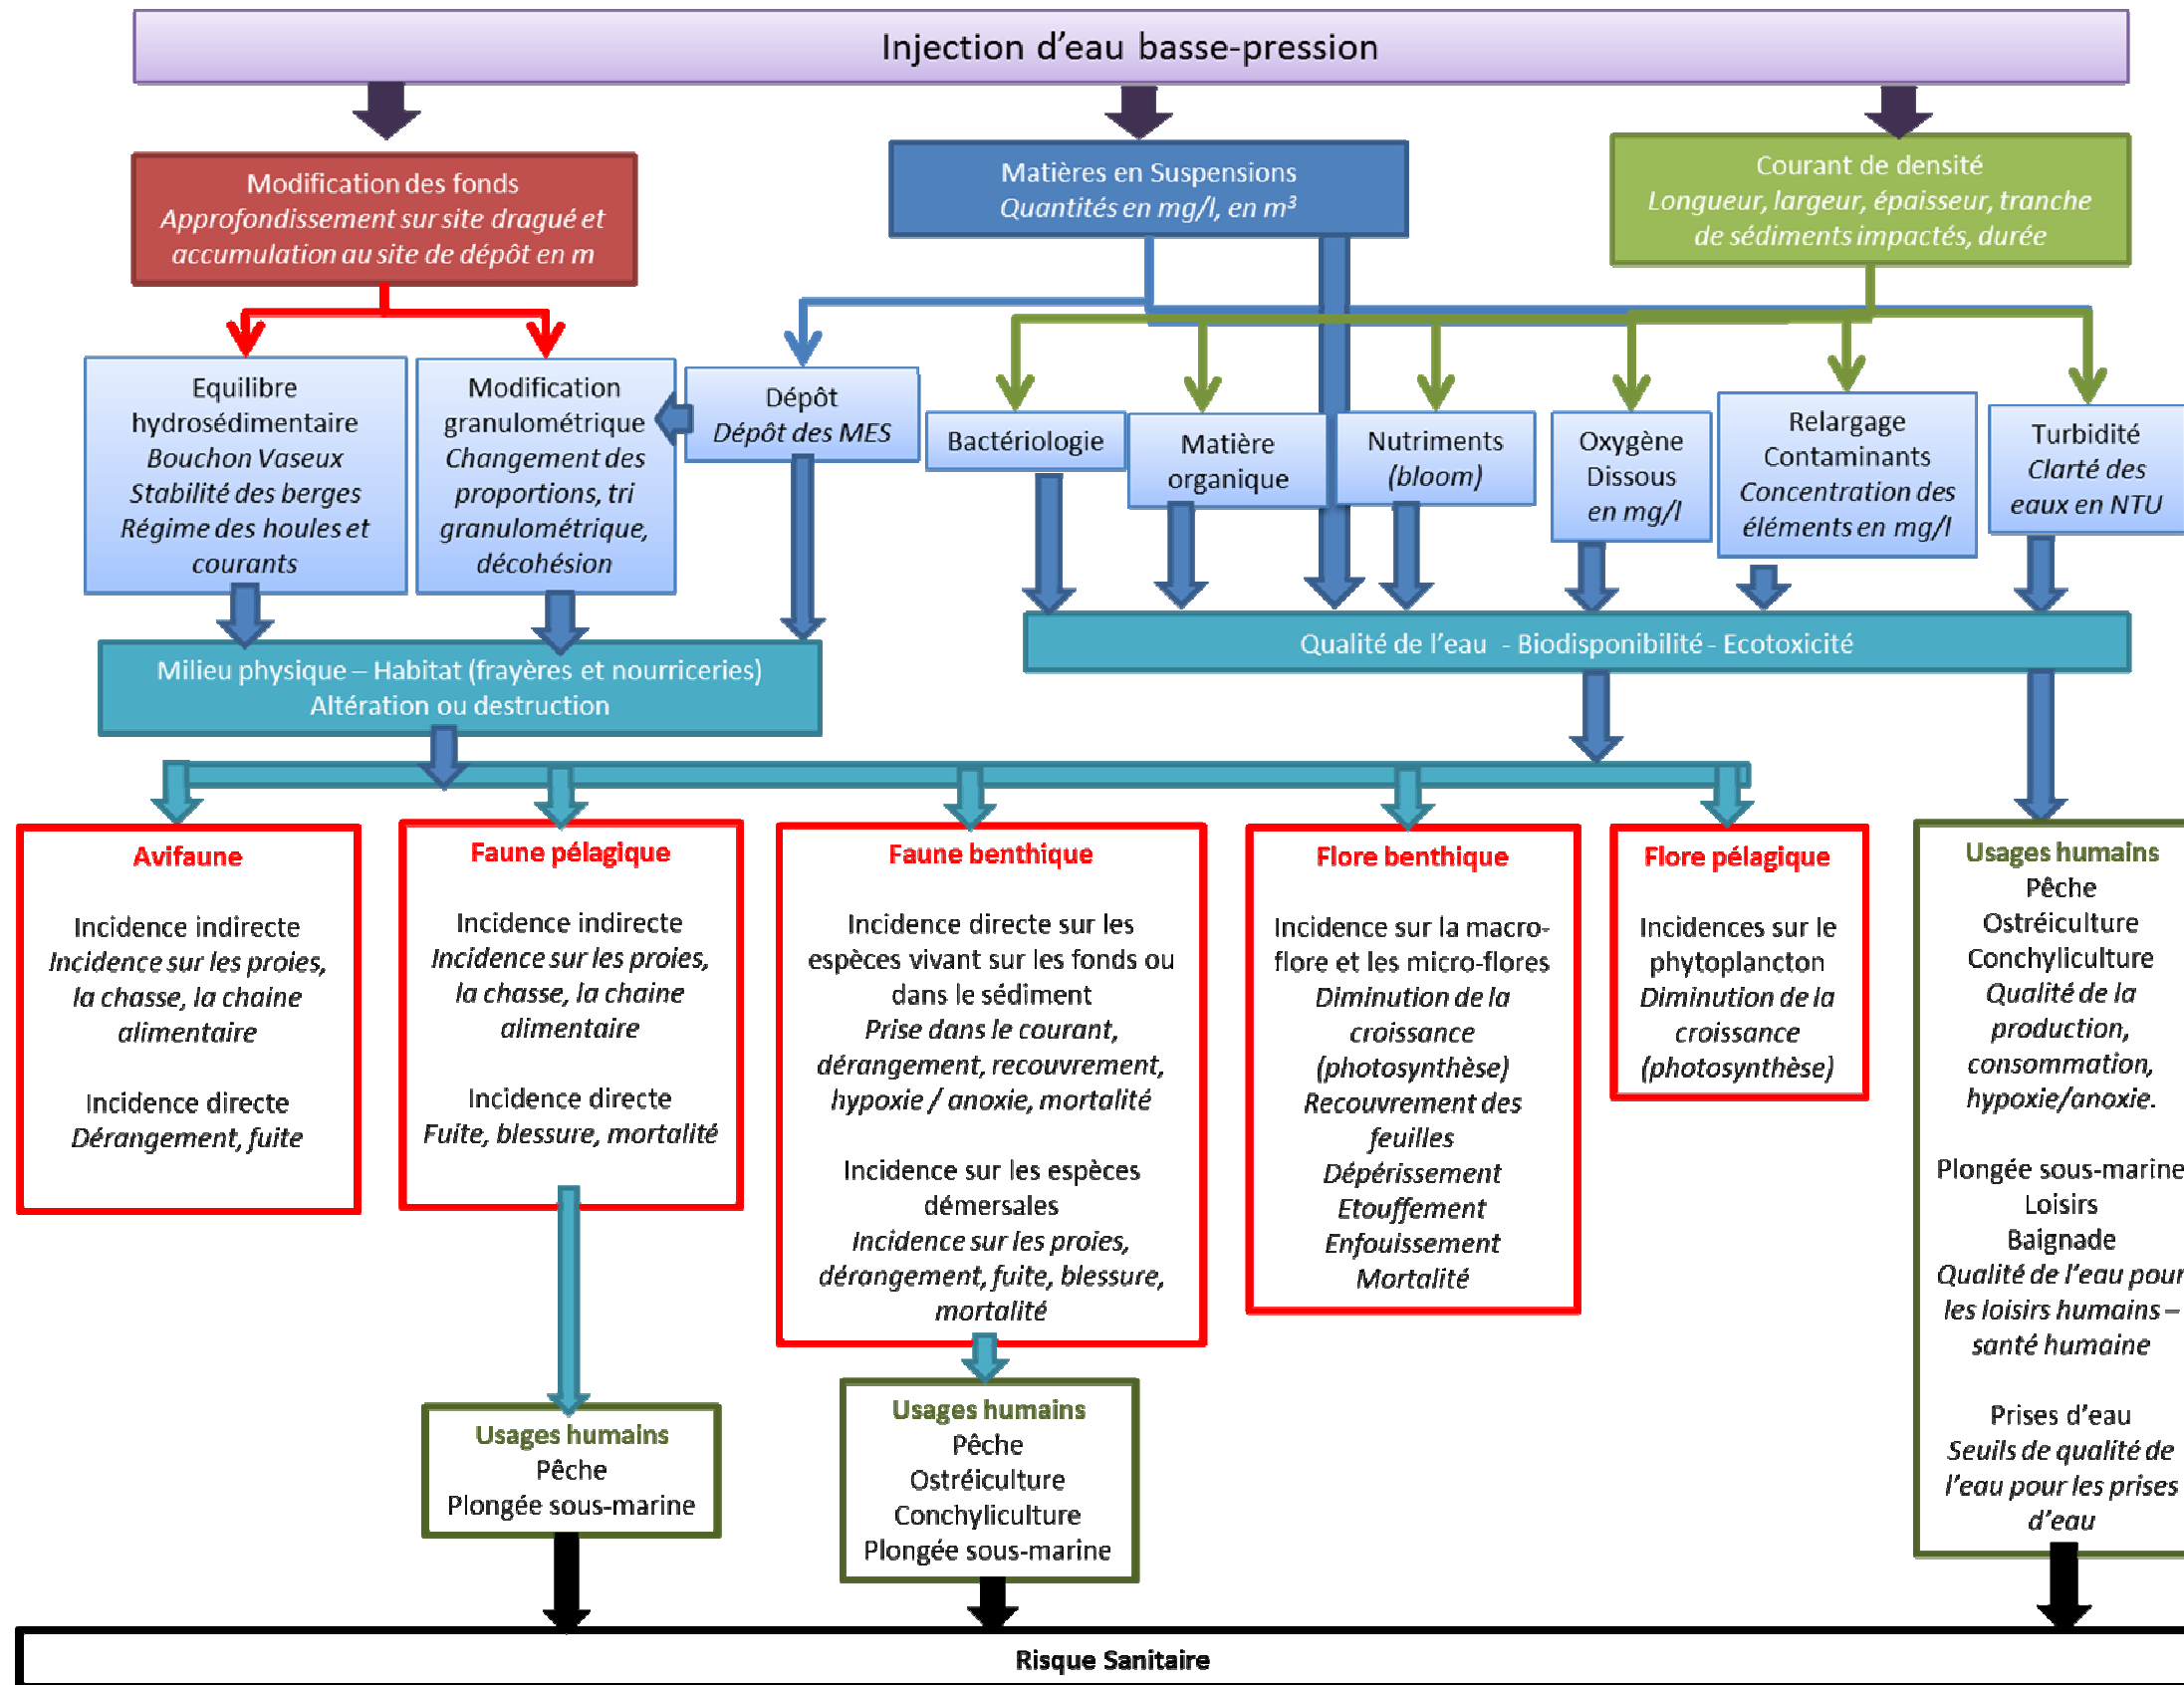 Injection d'eau basse-pression
Modification des fonds
Approfondissement sur site dragué et
accumulation au site de dépôt en m
Matières en Suspensions
Quantités en mg/l, en m³
Courant de densité
Longueur, largeur, épaisseur, tranche
de sédiments impactés, durée
Equilibre
hydrosédimentaire
Bouchon Vaseux
Stabilité des berges
Régime des houles et
courants
Modification
granulométrique
Changement des
proportions, tri
granulométrique,
décohésion
Dépôt
Dépôt des MES
Bactériologie
Matière
organique
Nutriments
(bloom)
Oxygène
Dissous
en mg/l
Relargage
Contaminants
Concentration des
éléments en mg/l
Turbidité
Clarté des
eaux en NTU
Milieu physique – Habitat (frayères et nourriceries)
Altération ou destruction
Qualité de l'eau - Biodisponibilité - Ecotoxicité
Avifaune
Incidence indirecte
Incidence sur les proies,
la chasse, la chaine
alimentaire
Incidence directe
Dérangement, fuite
Faune pélagique
Incidence indirecte
Incidence sur les proies,
la chasse, la chaine
alimentaire
Incidence directe
Fuite, blessure, mortalité
Faune benthique
Incidence directe sur les
espèces vivant sur les fonds ou
dans le sédiment
Prise dans le courant,
dérangement, recouvrement,
hypoxie / anoxie, mortalité
Incidence sur les espèces
démersales
Incidence sur les proies,
dérangement, fuite, blessure,
mortalité
Flore benthique
Incidence sur la macro-
flore et les micro-flores
Diminution de la
croissance
(photosynthèse)
Recouvrement des
feuilles
Dépérissement
Etouffement
Enfouissement
Mortalité
Flore pélagique
Incidences sur le
phytoplancton
Diminution de la
croissance
(photosynthèse)
Usages humains
Pêche
Ostréiculture
Conchyliculture
Qualité de la
production,
consommation,
hypoxie/anoxie.
Plongée sous-marine
Loisirs
Baignade
Qualité de l'eau pour
les loisirs humains –
santé humaine
Prises d'eau
Seuils de qualité de
l'eau pour les prises
d'eau
Usages humains
Pêche
Plongée sous-marine
Usages humains
Pêche
Ostréiculture
Conchyliculture
Plongée sous-marine
Risque Sanitaire